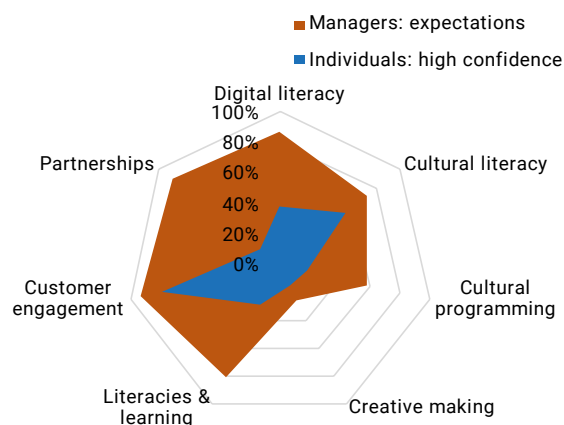 Managers: expectations
Individuals: high confidence
Digital literacy
100%
80%
Partnerships
Cultural literacy
60%
40%
20%
0%
Customer
engagement
Cultural
programming
Literacies &
learning
Creative making